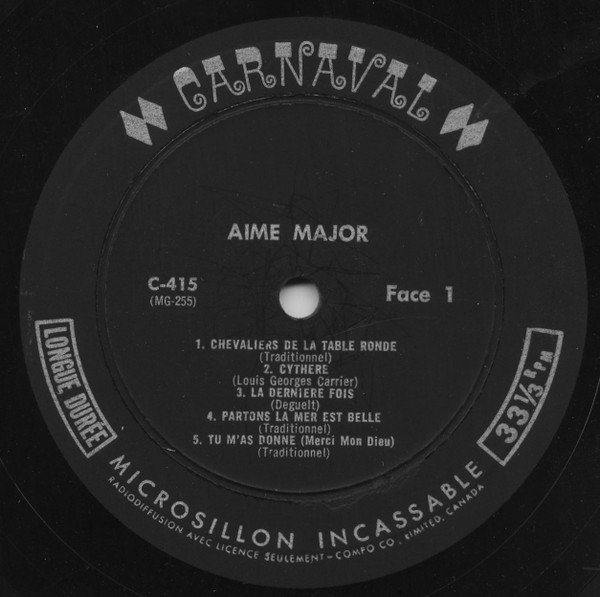 CARNAVAL
AIME MAJOR
C-415
(MG-255)
Face 1
1. CHEVALIERS DE LA TABLE RONDE
(Traditionnel)
2. CYTHERE
(Louis Georges Carrier)
3. LA DERNIERE FOIS
(Deguelt)
4. PARTONS LA MER EST BELLE
(Traditionnel)
5. TU M'AS DONNE (Merci Mon Dieu)
(Traditionnel)
LONGUE DURÉE
33⅓ RPM
MICROSILLON INCASSABLE
RADIODIFFUSION AVEC LICENCE SEULEMENT – COMPO CO. RIMITED, CANADA